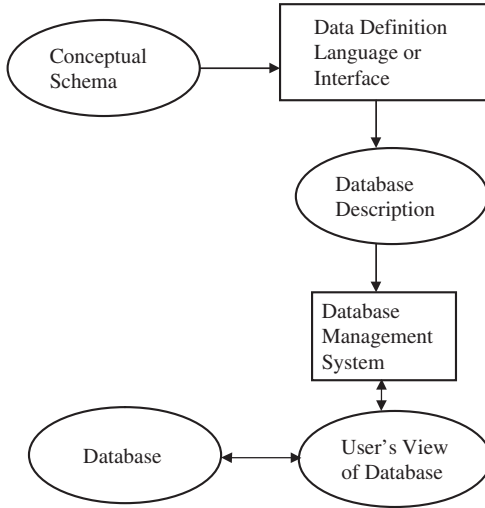 Conceptual
Schema
Data Definition
Language or
Interface
Database
Description
Database
Management
System
Database
User's View
of Database